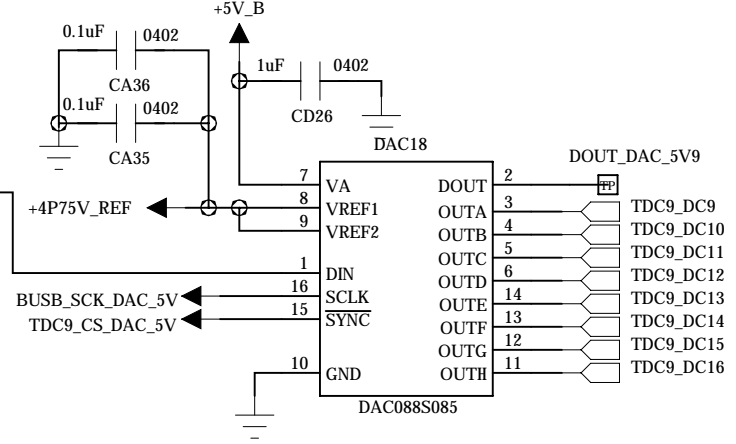 +5V_B
0.1uF 0402
CA36
1uF 0402
CD26
0.1uF 0402
CA35
DAC18
DOUT_DAC_5V9
7 VA DOUT 2 TP
+4P75V_REF 8 VREF1 OUTA 3 TDC9_DC9
9 VREF2 OUTB 4 TDC9_DC10
OUTC 5 TDC9_DC11
1 DIN OUTD 6 TDC9_DC12
BUSB_SCK_DAC_5V 16 SCLK OUTE 14 TDC9_DC13
TDC9_CS_DAC_5V 15 SYNC OUTF 13 TDC9_DC14
OUTG 12 TDC9_DC15
10 GND OUTH 11 TDC9_DC16
DAC088S085